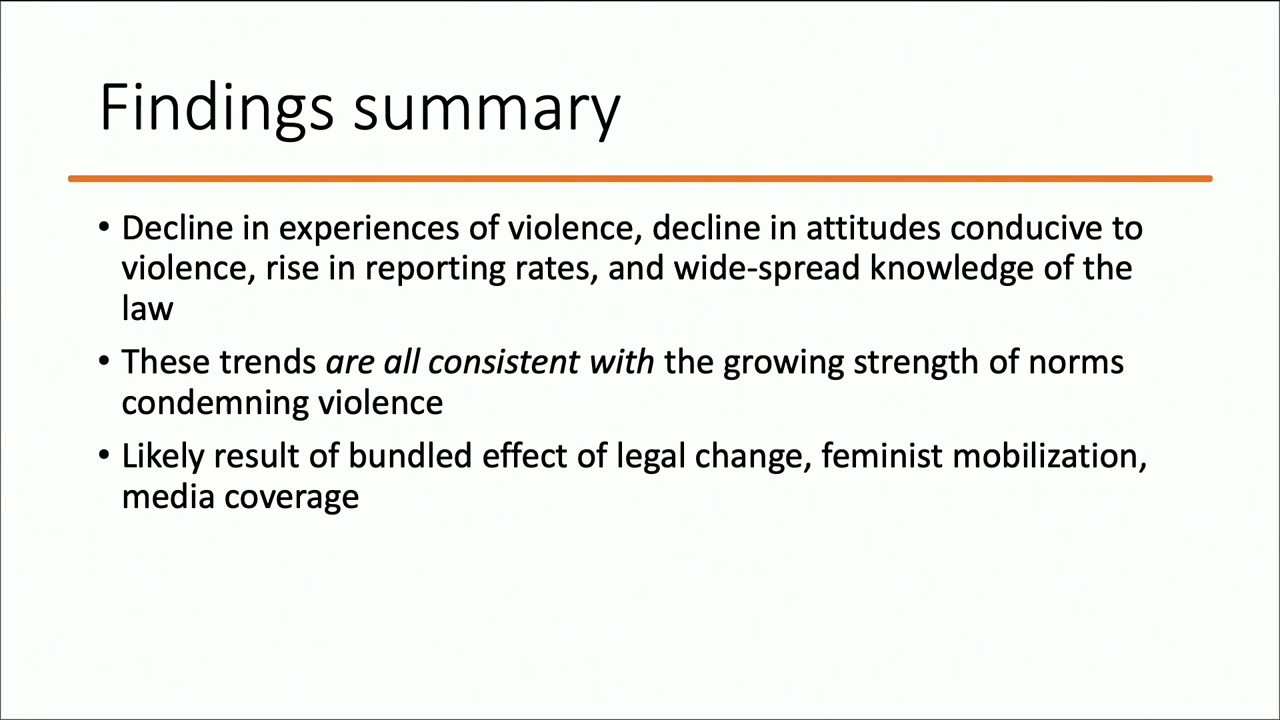 Findings summary
• Decline in experiences of violence, decline in attitudes conducive to
violence, rise in reporting rates, and wide-spread knowledge of the
law
• These trends are all consistent with the growing strength of norms
condemning violence
• Likely result of bundled effect of legal change, feminist mobilization,
media coverage